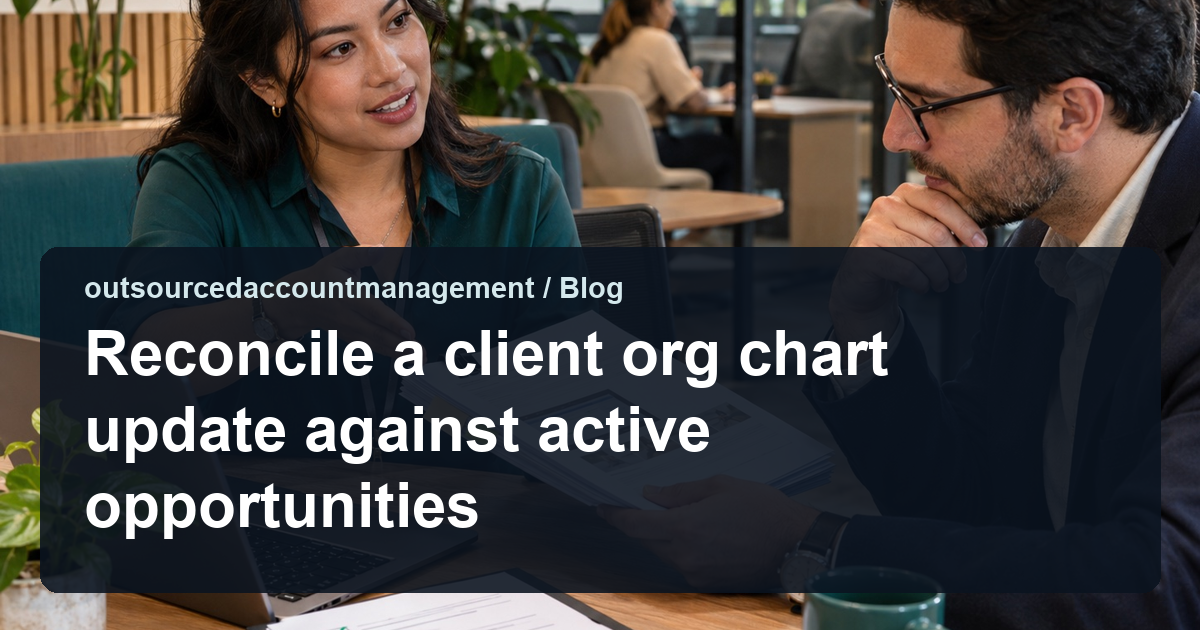 outsourcedaccountmanagement / Blog
Reconcile a client org chart
update against active
opportunities